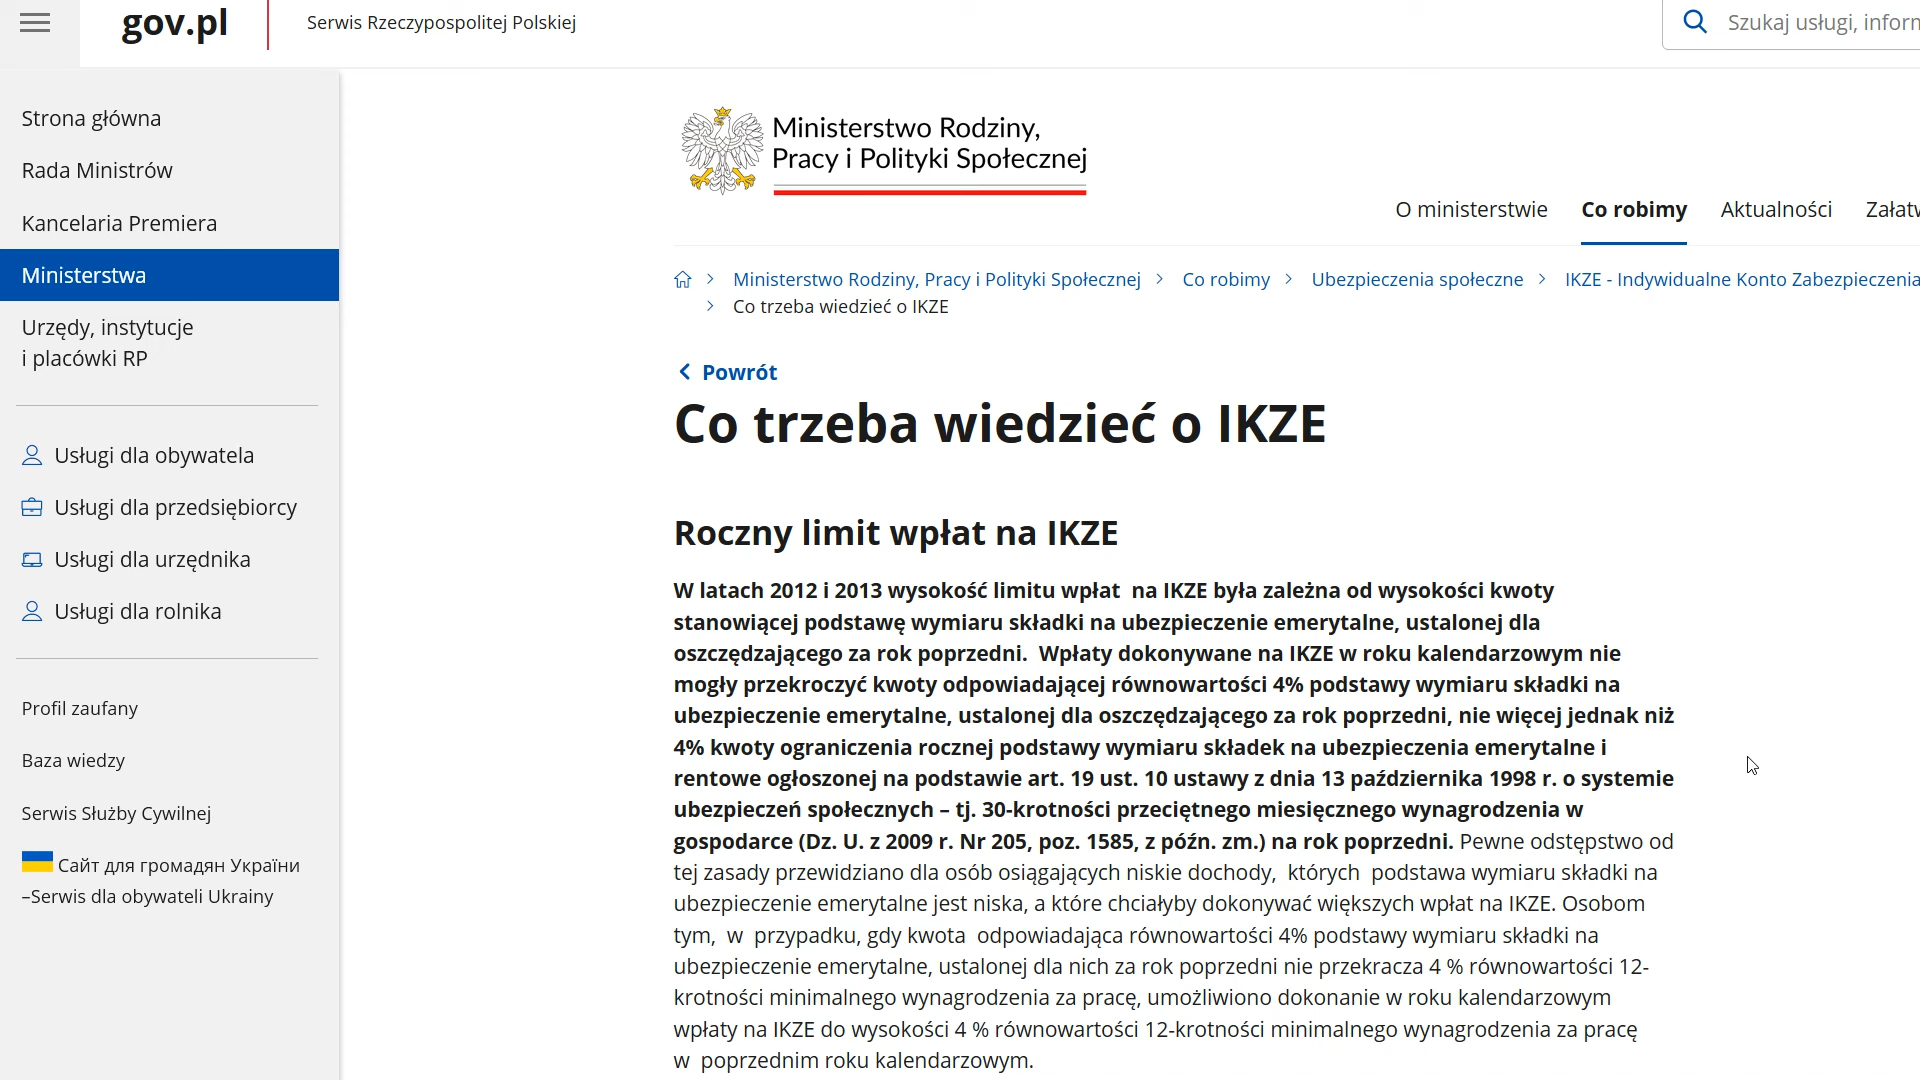 gov.pl
Serwis Rzeczypospolitej Polskiej
Szukaj usługi, inform
Strona główna
Rada Ministrów
Kancelaria Premiera
Ministerstwa
Urzędy, instytucje
i placówki RP
Usługi dla obywatela
Usługi dla przedsiębiorcy
Usługi dla urzędnika
Usługi dla rolnika
Profil zaufany
Baza wiedzy
Serwis Służby Cywilnej
Сайт для громадян України
–Serwis dla obywateli Ukrainy
Ministerstwo Rodziny,
Pracy i Polityki Społecznej
O ministerstwie Co robimy Aktualności Załatw
Ministerstwo Rodziny, Pracy i Polityki Społecznej > Co robimy > Ubezpieczenia społeczne > IKZE - Indywidualne Konto Zabezpieczenia
> Co trzeba wiedzieć o IKZE
Powrót
Co trzeba wiedzieć o IKZE
Roczny limit wpłat na IKZE
W latach 2012 i 2013 wysokość limitu wpłat  na IKZE była zależna od wysokości kwoty
stanowiącej podstawę wymiaru składki na ubezpieczenie emerytalne, ustalonej dla
oszczędzającego za rok poprzedni.  Wpłaty dokonywane na IKZE w roku kalendarzowym nie
mogły przekroczyć kwoty odpowiadającej równowartości 4% podstawy wymiaru składki na
ubezpieczenie emerytalne, ustalonej dla oszczędzającego za rok poprzedni, nie więcej jednak niż
4% kwoty ograniczenia rocznej podstawy wymiaru składek na ubezpieczenia emerytalne i
rentowe ogłoszonej na podstawie art. 19 ust. 10 ustawy z dnia 13 października 1998 r. o systemie
ubezpieczeń społecznych – tj. 30-krotności przeciętnego miesięcznego wynagrodzenia w
gospodarce (Dz. U. z 2009 r. Nr 205, poz. 1585, z późn. zm.) na rok poprzedni. Pewne odstępstwo od
tej zasady przewidziano dla osób osiągających niskie dochody,  których  podstawa wymiaru składki na
ubezpieczenie emerytalne jest niska, a które chciałyby dokonywać większych wpłat na IKZE. Osobom
tym,  w  przypadku, gdy kwota  odpowiadająca równowartości 4% podstawy wymiaru składki na
ubezpieczenie emerytalne, ustalonej dla nich za rok poprzedni nie przekracza 4 % równowartości 12-
krotności minimalnego wynagrodzenia za pracę, umożliwiono dokonanie w roku kalendarzowym
wpłaty na IKZE do wysokości 4 % równowartości 12-krotności minimalnego wynagrodzenia za pracę
w  poprzednim roku kalendarzowym.